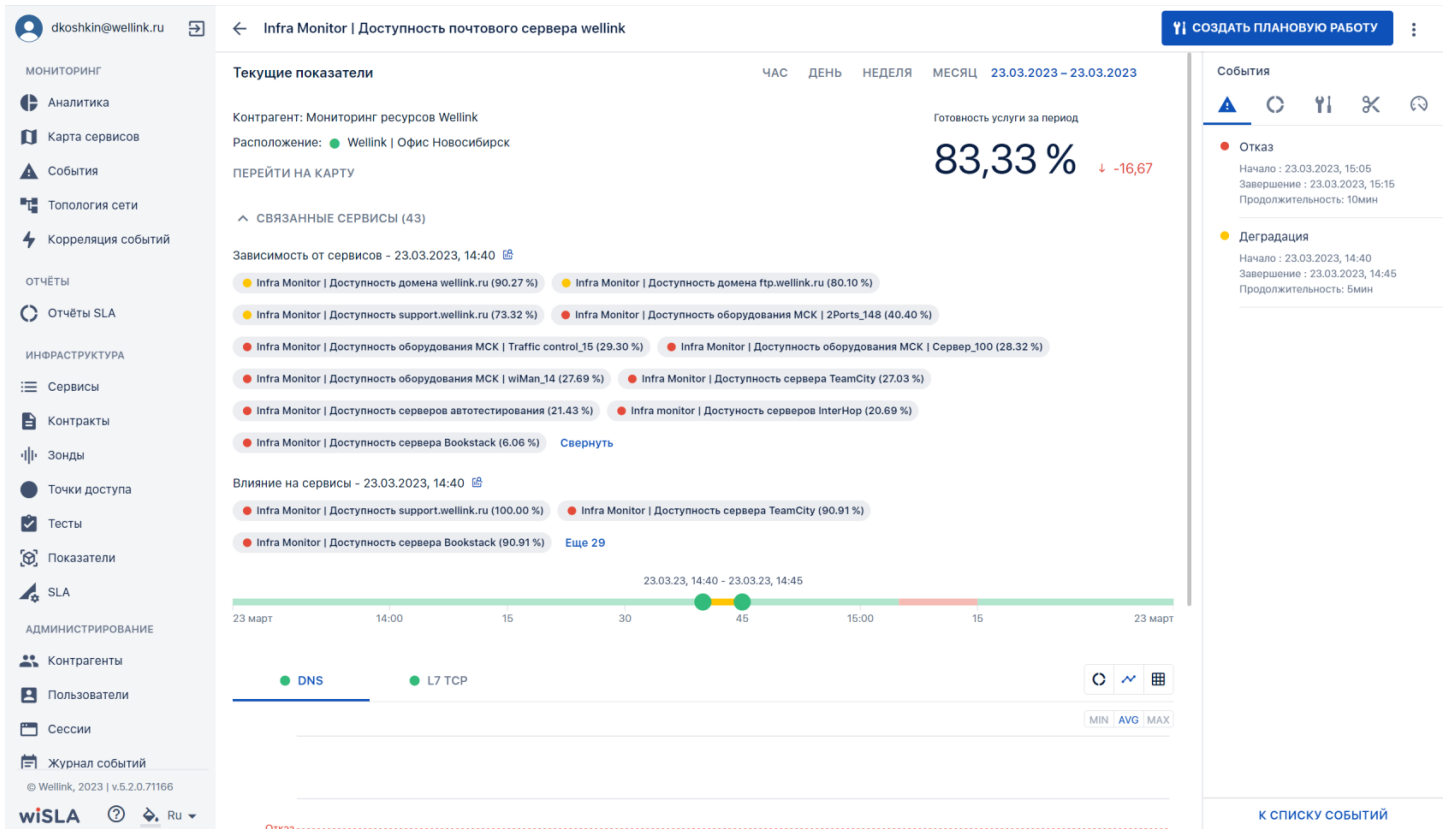 dkoshkin@wellink.ru
МОНИТОРИНГ
Аналитика
Карта сервисов
События
Топология сети
Корреляция событий
ОТЧЁТЫ
Отчёты SLA
ИНФРАСТРУКТУРА
Сервисы
Контракты
Зонды
Точки доступа
Тесты
Показатели
SLA
АДМИНИСТРИРОВАНИЕ
Контрагенты
Пользователи
Сессии
Журнал событий
© Wellink, 2023 | v.5.2.0.71166
wiSLA ? Ru
Infra Monitor | Доступность почтового сервера wellink
СОЗДАТЬ ПЛАНОВУЮ РАБОТУ
Текущие показатели
ЧАС ДЕНЬ НЕДЕЛЯ МЕСЯЦ 23.03.2023 – 23.03.2023
Контрагент: Мониторинг ресурсов Wellink
Расположение: Wellink | Офис Новосибирск
ПЕРЕЙТИ НА КАРТУ
Готовность услуги за период
83,33 % ↓ -16,67
СВЯЗАННЫЕ СЕРВИСЫ (43)
Зависимость от сервисов - 23.03.2023, 14:40
Infra Monitor | Доступность домена wellink.ru (90.27 %) Infra Monitor | Доступность домена ftp.wellink.ru (80.10 %)
Infra Monitor | Доступность support.wellink.ru (73.32 %) Infra Monitor | Доступность оборудования МСК | 2Ports_148 (40.40 %)
Infra Monitor | Доступность оборудования МСК | Traffic control_15 (29.30 %) Infra Monitor | Доступность оборудования МСК | Сервер_100 (28.32 %)
Infra Monitor | Доступность оборудования МСК | wiMan_14 (27.69 %) Infra Monitor | Доступность сервера TeamCity (27.03 %)
Infra Monitor | Доступность серверов автотестирования (21.43 %) Infra monitor | Достуность серверов InterHop (20.69 %)
Infra Monitor | Доступность сервера Bookstack (6.06 %) Свернуть
Влияние на сервисы - 23.03.2023, 14:40
Infra Monitor | Доступность support.wellink.ru (100.00 %) Infra Monitor | Доступность сервера TeamCity (90.91 %)
Infra Monitor | Доступность сервера Bookstack (90.91 %) Еще 29
23.03.23, 14:40 - 23.03.23, 14:45
23 март 14:00 15 30 45 15:00 15 23 март
DNS L7 TCP
MIN AVG MAX
Отказ
События
Отказ
Начало : 23.03.2023, 15:05
Завершение : 23.03.2023, 15:15
Продолжительность: 10мин
Деградация
Начало : 23.03.2023, 14:40
Завершение : 23.03.2023, 14:45
Продолжительность: 5мин
К СПИСКУ СОБЫТИЙ